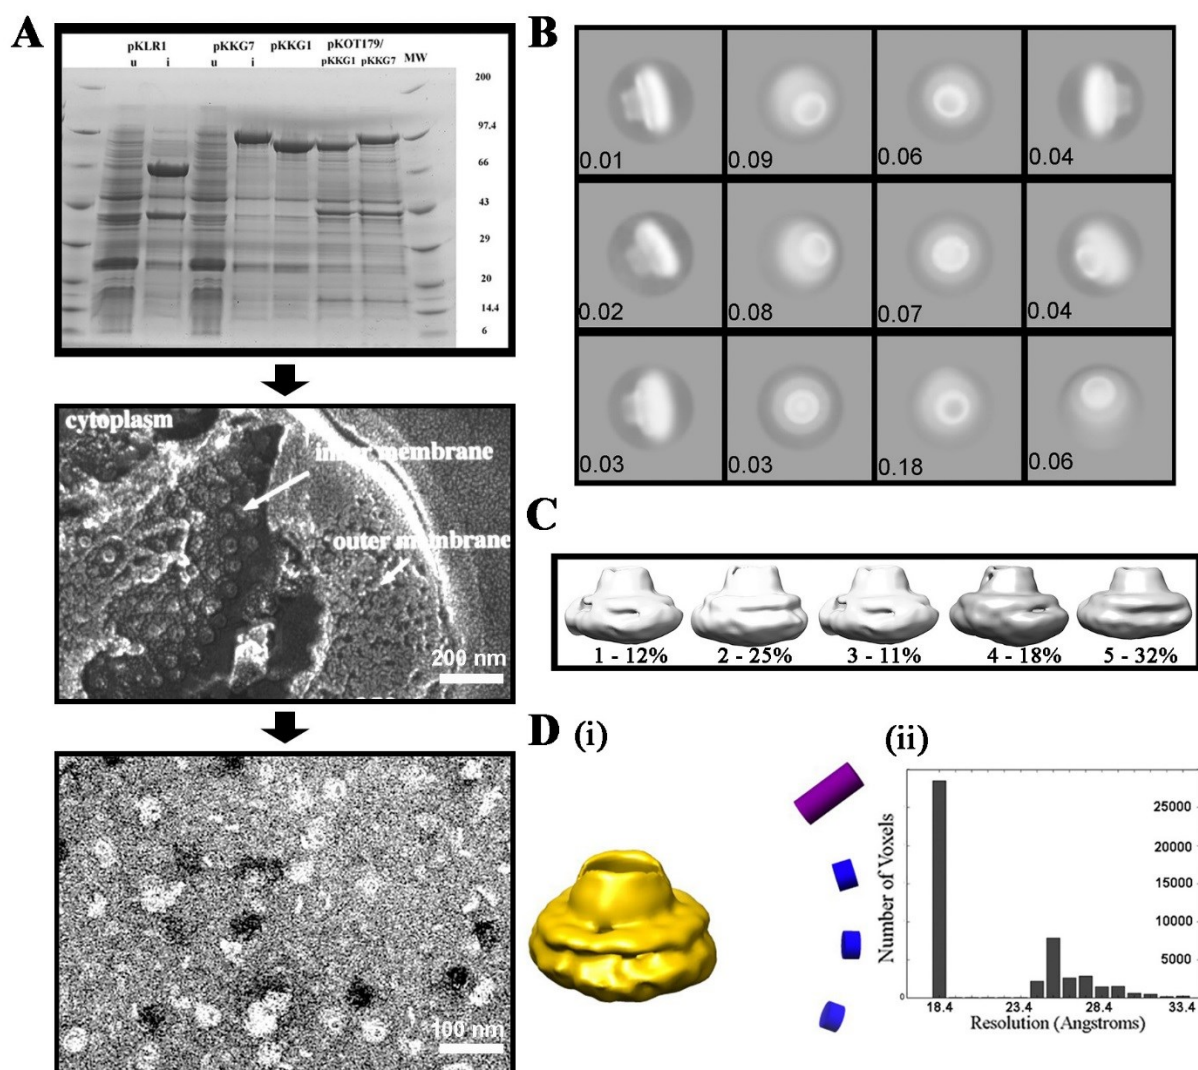 A
pKLR1 pKKG7 pKKG1 pKOT179/ MW
u i u i pKKG1 pKKG7
200
97.4
66
43
29
20
14.4
6
cytoplasm
inner membrane
outer membrane
200 nm
100 nm
B
0.01 0.09 0.06 0.04
0.02 0.08 0.07 0.04
0.03 0.03 0.18 0.06
C
1 - 12% 2 - 25% 3 - 11% 4 - 18% 5 - 32%
D (i) (ii)
Number of Voxels
25000
20000
15000
10000
5000
0
18.4 23.4 28.4 33.4
Resolution (Angstroms)